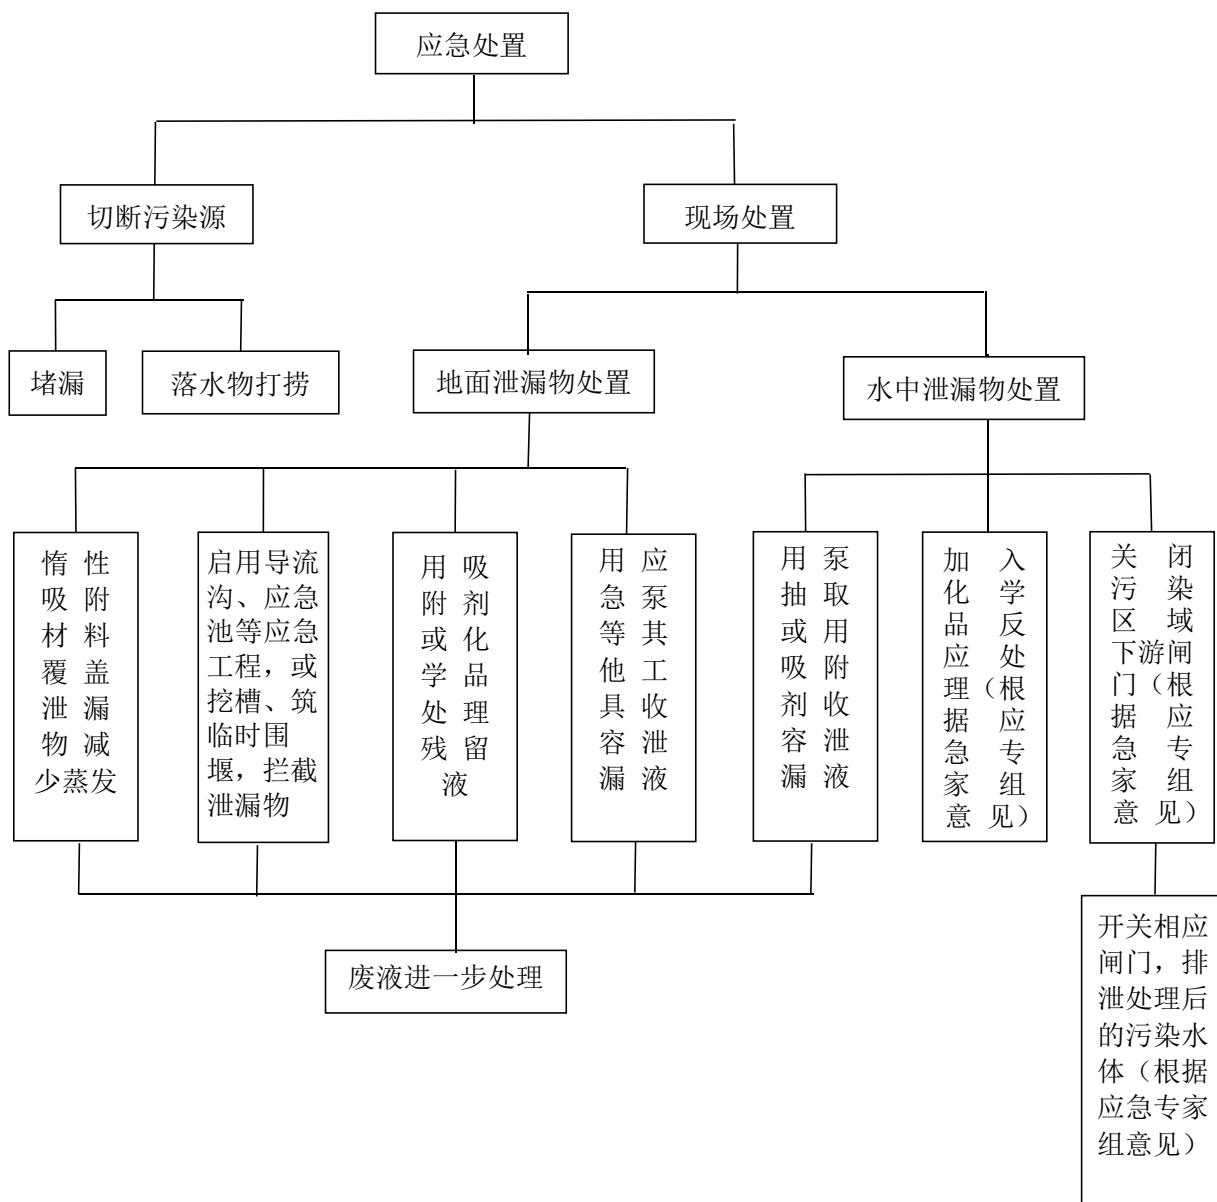 应急处置
切断污染源
现场处置
堵漏
落水物打捞
地面泄漏物处置
水中泄漏物处置
惰性
吸附
材料
覆盖
泄漏
物减
少蒸发
启用导流
沟、应急
池等应急
工程，或
挖槽、筑
临时围
堰，拦截
泄漏物
用吸
附剂
或化
学品
处理
残留
液
用应
急泵
等其
他工
具收
容泄
漏液
用泵
抽取
或用
吸附
剂收
容泄
漏液
加入
化学
品反
应处
理（根
据应
急专
家组
意见）
关闭
污染
区域
下游闸
门（根
据应
急专
家组
意见）
废液进一步处理
开关相应
闸门，排
泄处理后
的污染水
体（根据
应急专家
组意见）